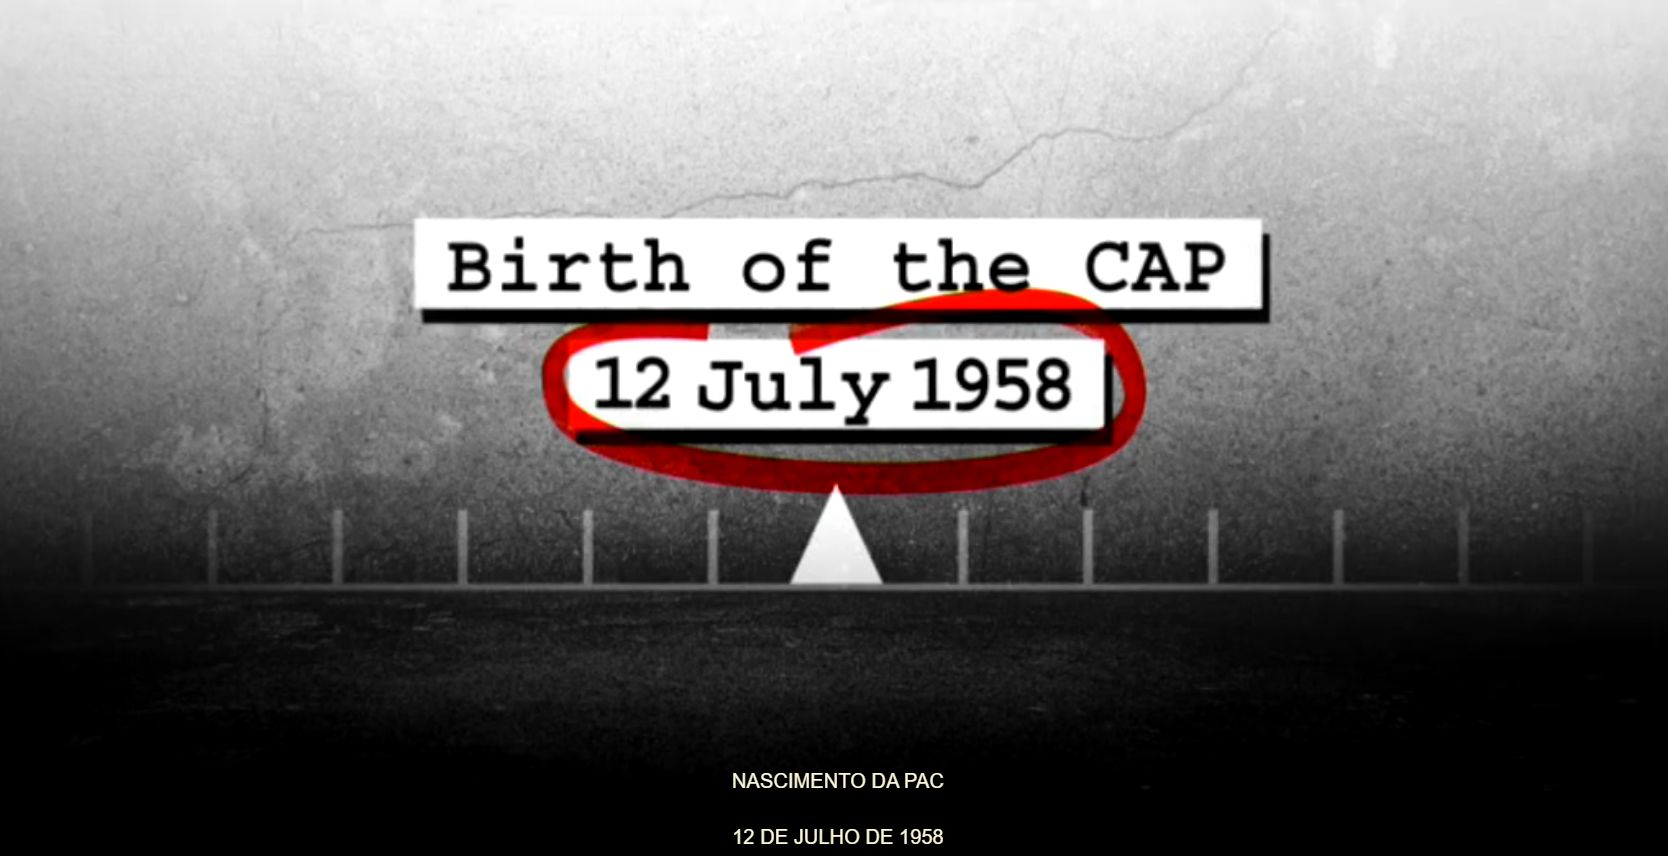 Birth of the CAP
12 July 1958
NASCIMENTO DA PAC
12 DE JULHO DE 1958